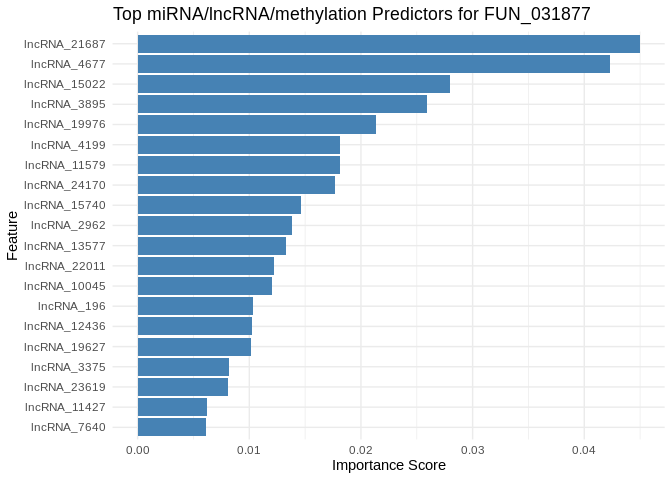 Top miRNA/lncRNA/methylation Predictors for FUN_031877
Feature
lncRNA_21687
lncRNA_4677
lncRNA_15022
lncRNA_3895
lncRNA_19976
lncRNA_4199
lncRNA_11579
lncRNA_24170
lncRNA_15740
lncRNA_2962
lncRNA_13577
lncRNA_22011
lncRNA_10045
lncRNA_196
lncRNA_12436
lncRNA_19627
lncRNA_3375
lncRNA_23619
lncRNA_11427
lncRNA_7640
0.00 0.01 0.02 0.03 0.04
Importance Score